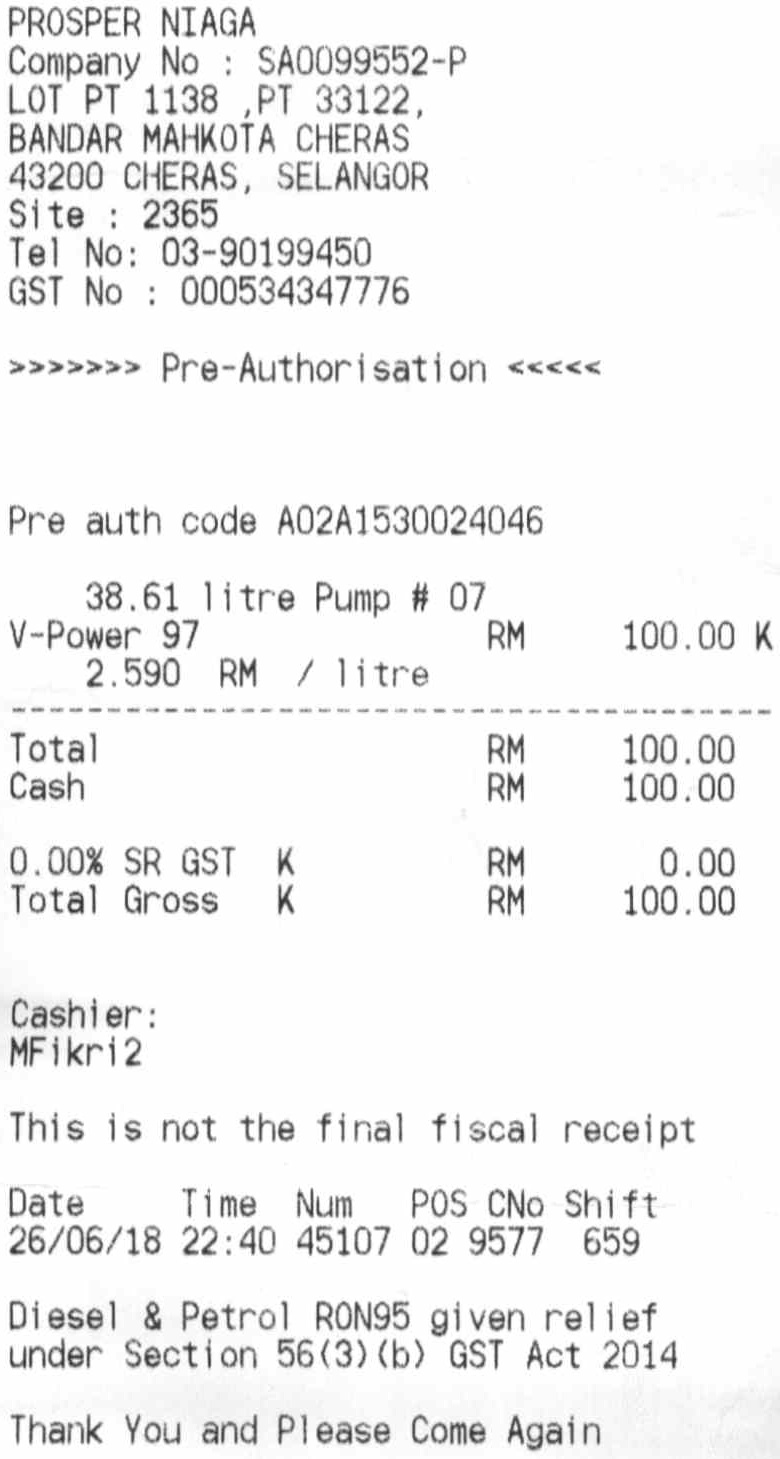 PROSPER NIAGA
Company No : SA0099552-P
LOT PT 1138 ,PT 33122,
BANDAR MAHKOTA CHERAS
43200 CHERAS, SELANGOR
Site : 2365
Tel No: 03-90199450
GST No : 000534347776
>>>>>>> Pre-Authorisation <<<<<
Pre auth code A02A1530024046
38.61 litre Pump # 07
V-Power 97 RM 100.00 K
2.590 RM / litre
Total RM 100.00
Cash RM 100.00
0.00% SR GST K RM 0.00
Total Gross K RM 100.00
Cashier:
MFikri2
This is not the final fiscal receipt
Date Time Num POS CNo Shift
26/06/18 22:40 45107 02 9577 659
Diesel & Petrol RON95 given relief
under Section 56(3)(b) GST Act 2014
Thank You and Please Come Again